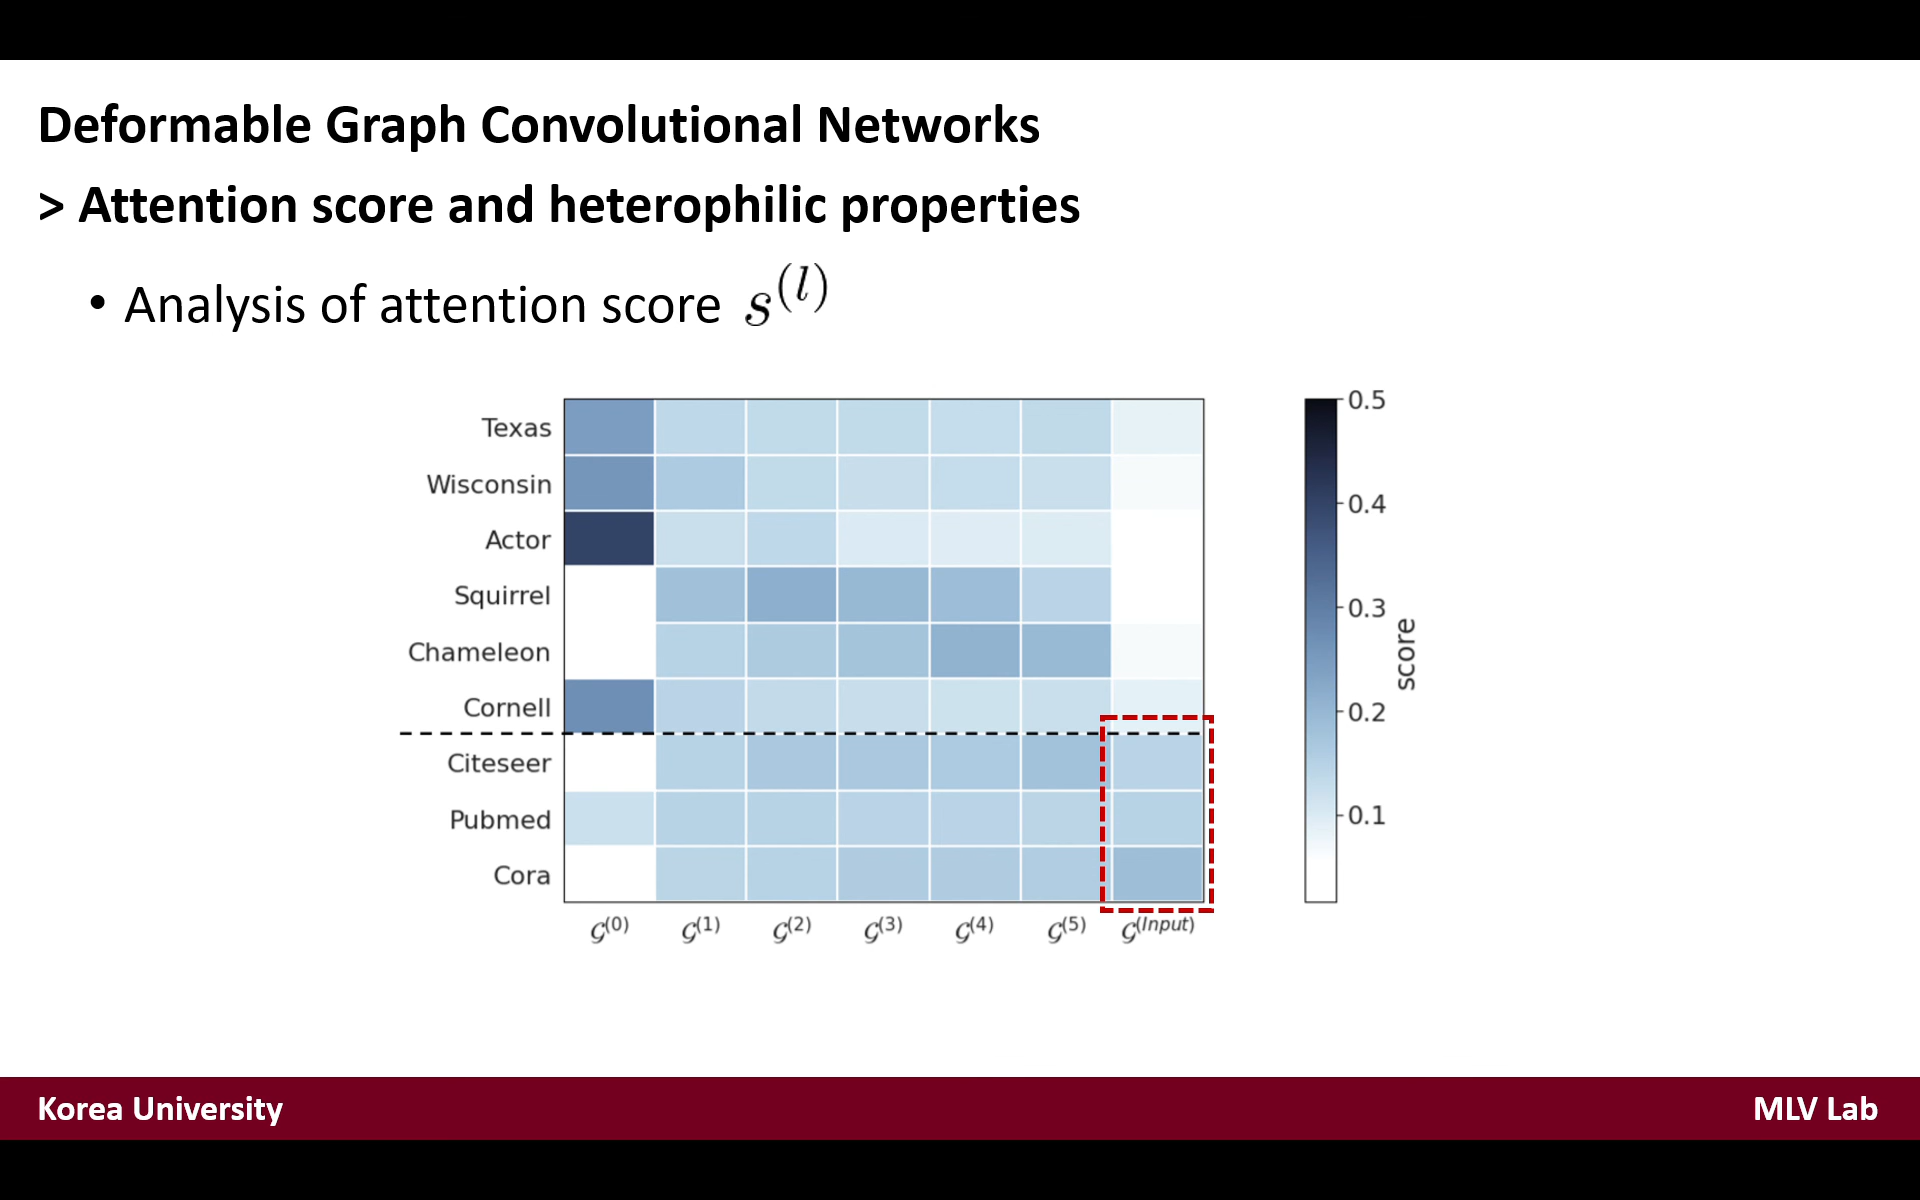 Deformable Graph Convolutional Networks
> Attention score and heterophilic properties
• Analysis of attention score s^(l)
Texas
Wisconsin
Actor
Squirrel
Chameleon
Cornell
Citeseer
Pubmed
Cora
𝒢^(0) 𝒢^(1) 𝒢^(2) 𝒢^(3) 𝒢^(4) 𝒢^(5) 𝒢^(Input)
0.5
0.4
0.3
0.2
0.1
score
Korea University
MLV Lab